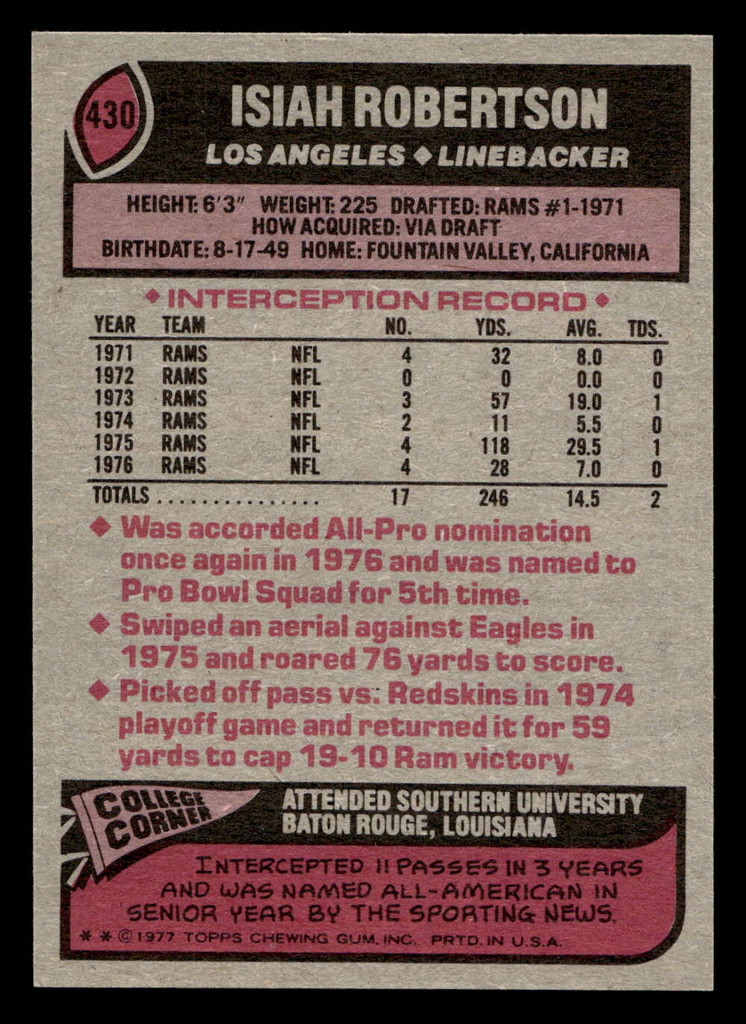 430
ISIAH ROBERTSON
LOS ANGELES ◆ LINEBACKER
HEIGHT: 6'3" WEIGHT: 225 DRAFTED: RAMS #1-1971
HOW ACQUIRED: VIA DRAFT
BIRTHDATE: 8-17-49 HOME: FOUNTAIN VALLEY, CALIFORNIA
◆ INTERCEPTION RECORD ◆
YEAR TEAM NO. YDS. AVG. TDS.
1971 RAMS NFL 4 32 8.0 0
1972 RAMS NFL 0 0 0.0 0
1973 RAMS NFL 3 57 19.0 1
1974 RAMS NFL 2 11 5.5 0
1975 RAMS NFL 4 118 29.5 1
1976 RAMS NFL 4 28 7.0 0
TOTALS ............... 17 246 14.5 2
◆ Was accorded All-Pro nomination
once again in 1976 and was named to
Pro Bowl Squad for 5th time.
◆ Swiped an aerial against Eagles in
1975 and roared 76 yards to score.
◆ Picked off pass vs: Redskins in 1974
playoff game and returned it for 59
yards to cap 19-10 Ram victory.
COLLEGE
CORNER
ATTENDED SOUTHERN UNIVERSITY
BATON ROUGE, LOUISIANA
INTERCEPTED 11 PASSES IN 3 YEARS
AND WAS NAMED ALL-AMERICAN IN
SENIOR YEAR BY THE SPORTING NEWS.
* * © 1977 TOPPS CHEWING GUM, INC. PRTD. IN U.S.A.